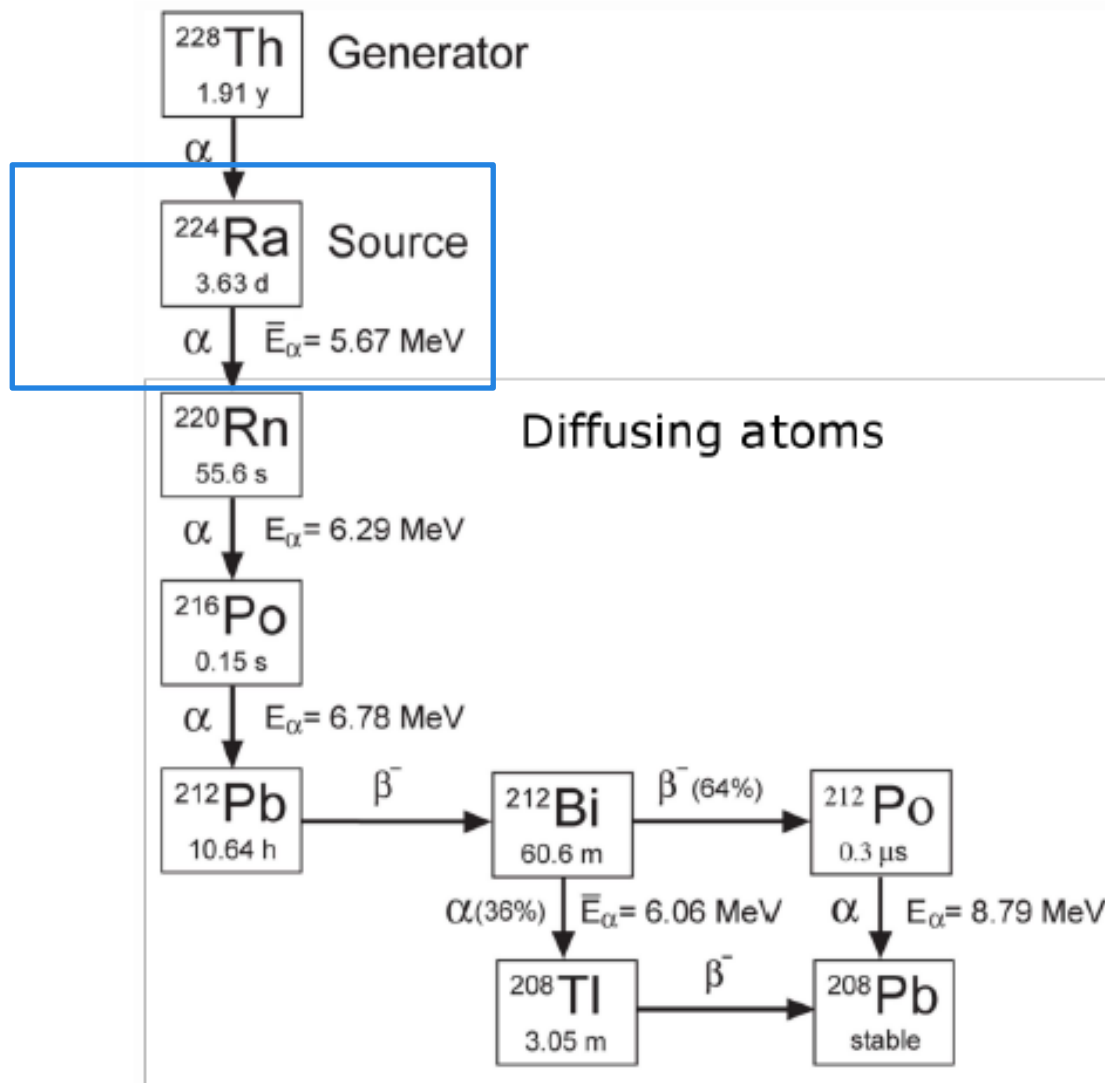 ²²⁸Th Generator
1.91 y
α
²²⁴Ra Source
3.63 d
α E̅α= 5.67 MeV
²²⁰Rn Diffusing atoms
55.6 s
α Eα= 6.29 MeV
²¹⁶Po
0.15 s
α Eα= 6.78 MeV
²¹²Pb β⁻ ²¹²Bi β⁻(64%) ²¹²Po
10.64 h 60.6 m 0.3 µs
α(36%) E̅α= 6.06 MeV α Eα= 8.79 MeV
²⁰⁸Tl β⁻ ²⁰⁸Pb
3.05 m stable